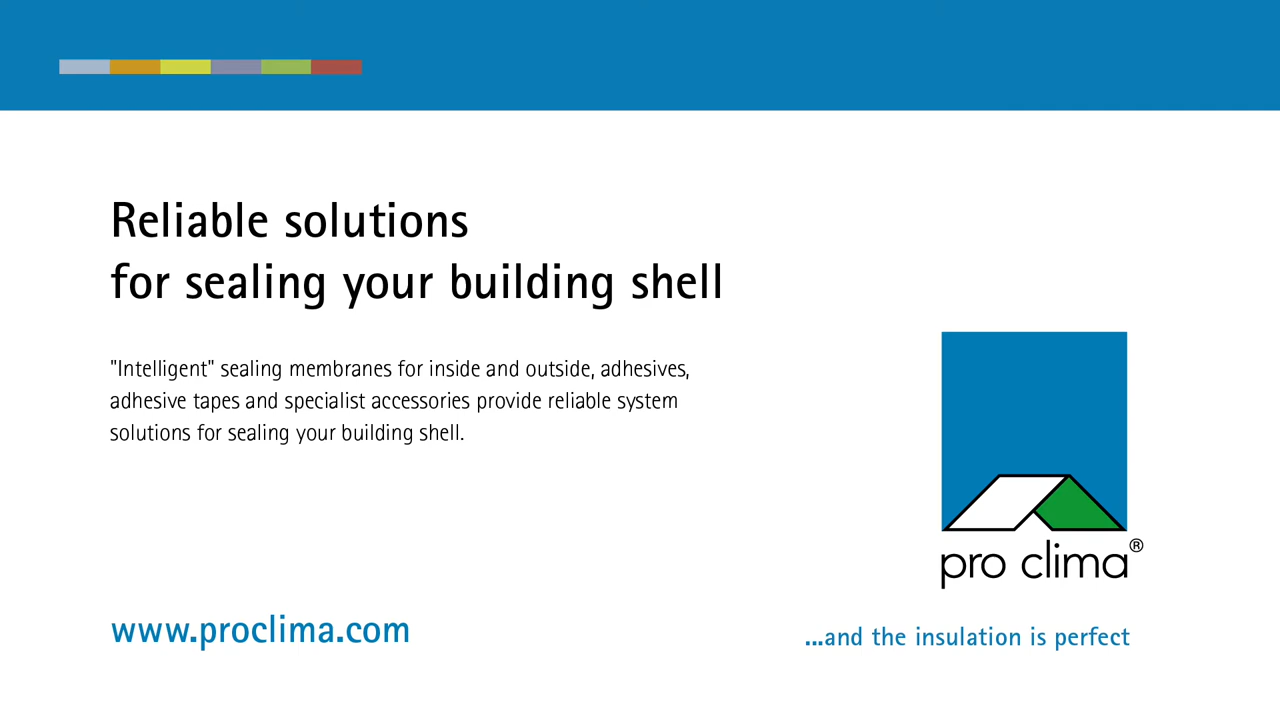 Reliable solutions
for sealing your building shell
"Intelligent" sealing membranes for inside and outside, adhesives,
adhesive tapes and specialist accessories provide reliable system
solutions for sealing your building shell.
pro clima®
www.proclima.com
...and the insulation is perfect